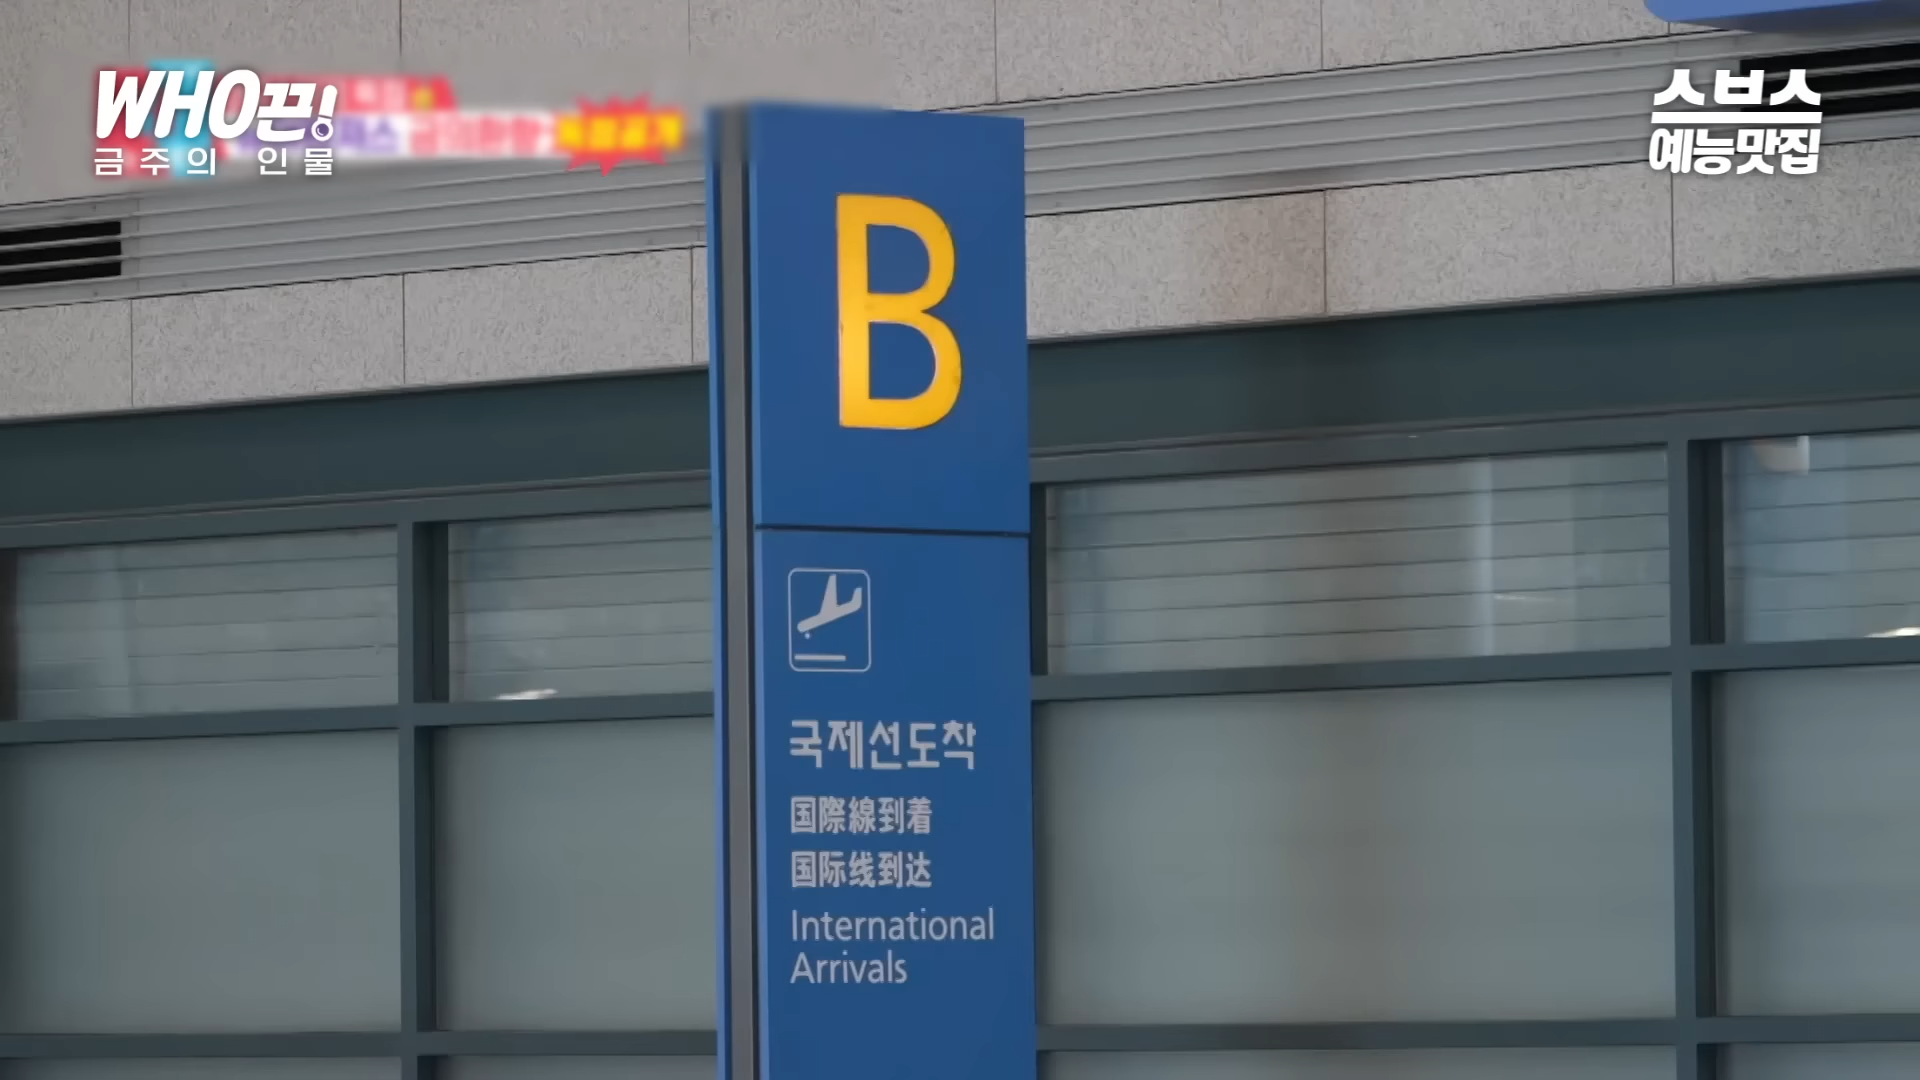 WHO끈!
금주의 인물
스브스
예능맛집
B
국제선도착
国際線到着
国际线到达
International
Arrivals